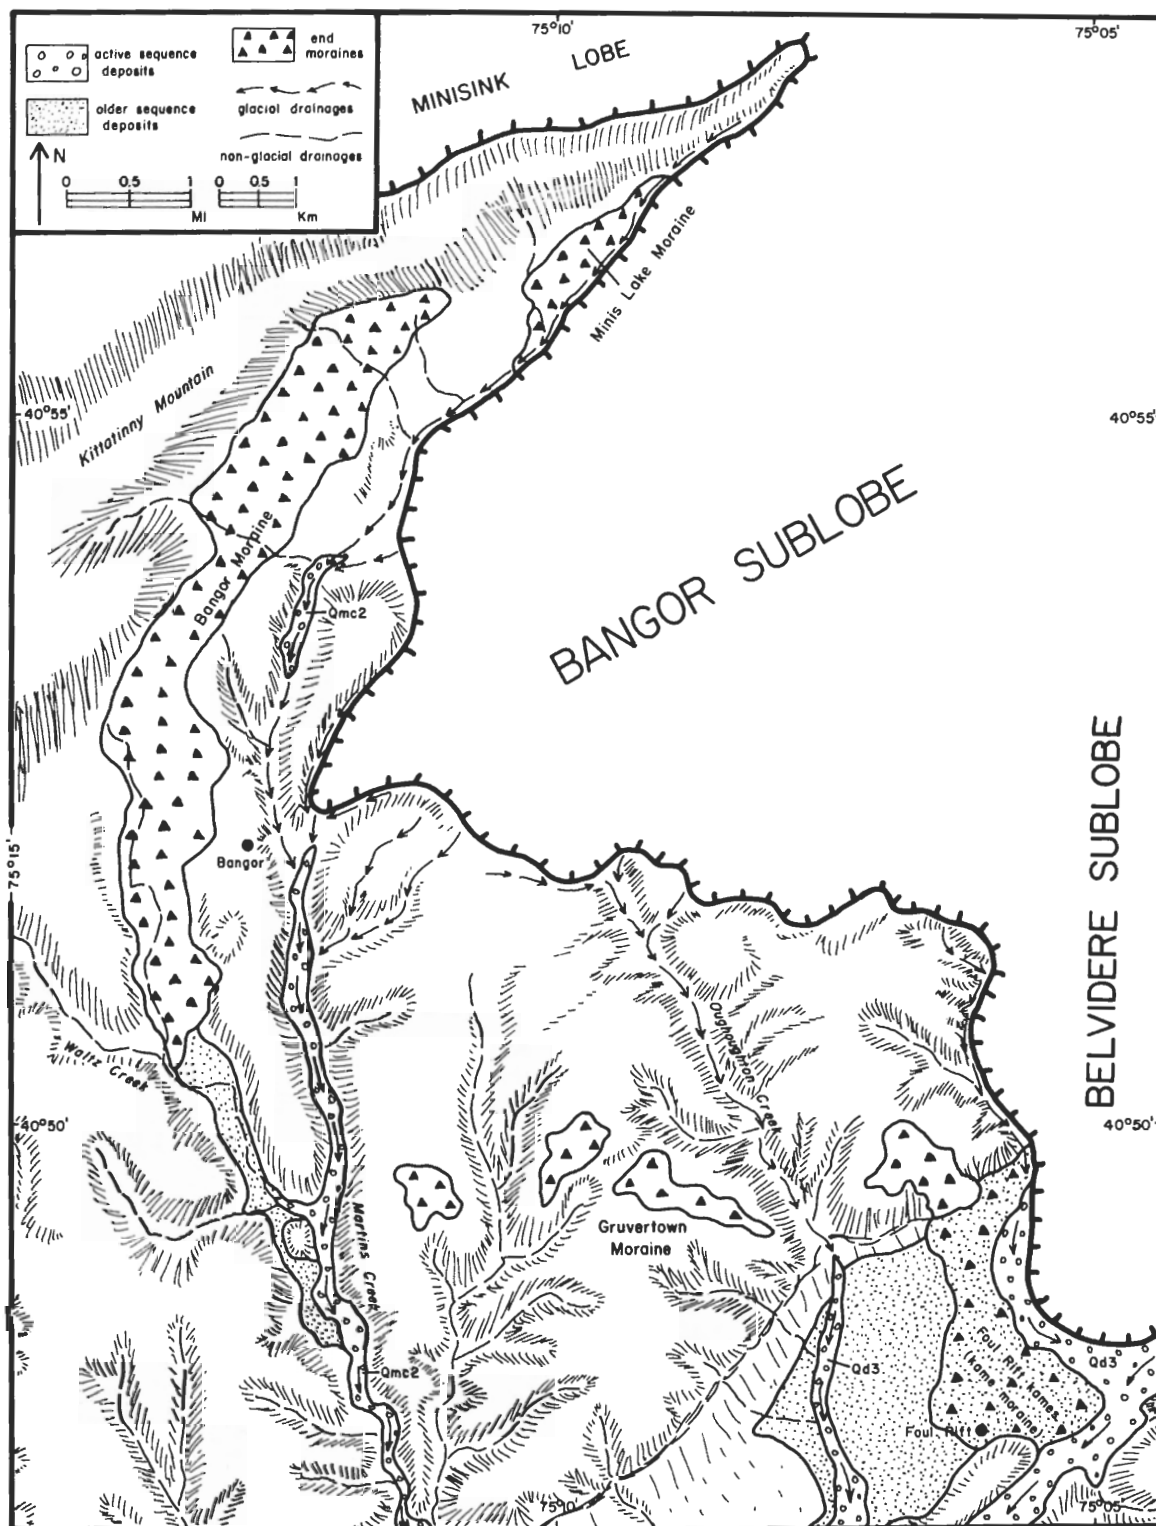 75°10'
75°05'
active sequence
deposits
end
moraines
older sequence
deposits
glacial drainages
non-glacial drainages
N
0 0.5 1
MI
0 0.5 1
Km
MINISINK LOBE
Minis Lake Moraine
Kittatinny Mountain
40°55'
40°55'
Bangor Moraine
Qmc2
BANGOR SUBLOBE
BELVIDERE SUBLOBE
75°15'
Bangor
Waltz Creek
Oughoughton Creek
40°50'
40°50'
Martins Creek
Gruvertown
Moraine
Foul Rift kames
(kame moraine)
Qd3
Qd3
Qmc2
Foul Rift
75°10'
75°05'